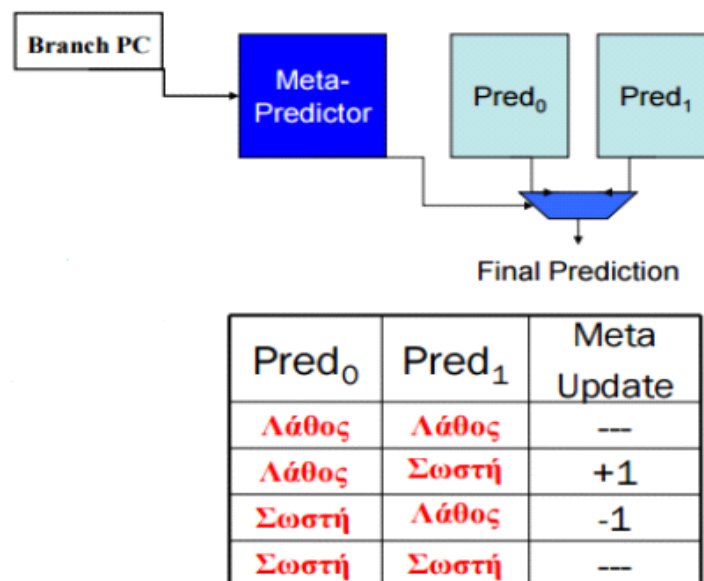 Branch PC
Meta-
Predictor
Pred₀
Pred₁
Final Prediction
Pred₀ Pred₁ Meta
Update
Λάθος Λάθος ---
Λάθος Σωστή +1
Σωστή Λάθος -1
Σωστή Σωστή ---